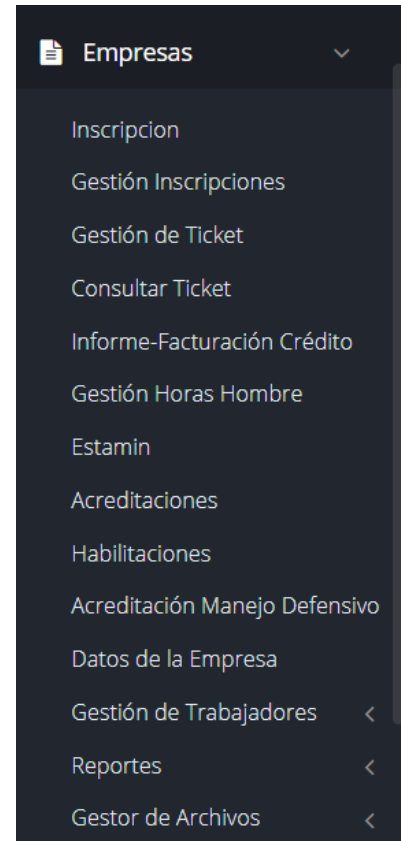 Empresas
Inscripcion
Gestión Inscripciones
Gestión de Ticket
Consultar Ticket
Informe-Facturación Crédito
Gestión Horas Hombre
Estamin
Acreditaciones
Habilitaciones
Acreditación Manejo Defensivo
Datos de la Empresa
Gestión de Trabajadores
Reportes
Gestor de Archivos